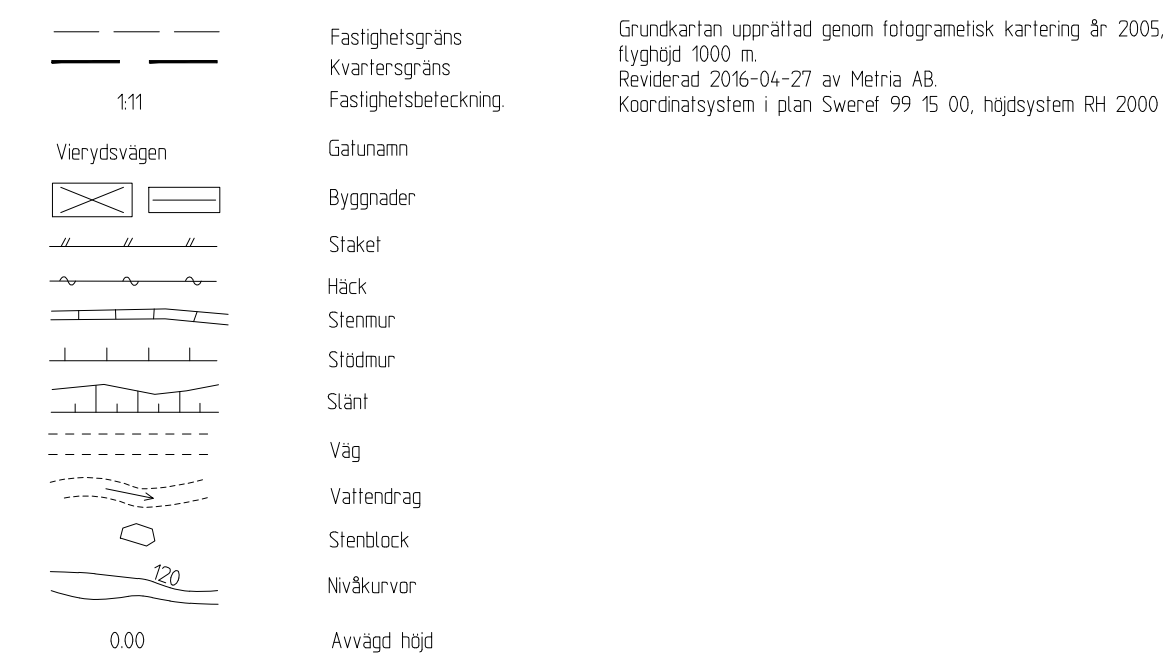 Fastighetsgräns
Kvartersgräns
1:11 Fastighetsbeteckning.
Vierydsvägen Gatunamn
Byggnader
Staket
Häck
Stenmur
Stödmur
Slänt
Väg
Vattendrag
Stenblock
120
Nivåkurvor
0.00 Avvägd höjd
Grundkartan upprättad genom fotogrametisk kartering år 2005,
flyghöjd 1000 m.
Reviderad 2016-04-27 av Metria AB.
Koordinatsystem i plan Sweref 99 15 00, höjdsystem RH 2000